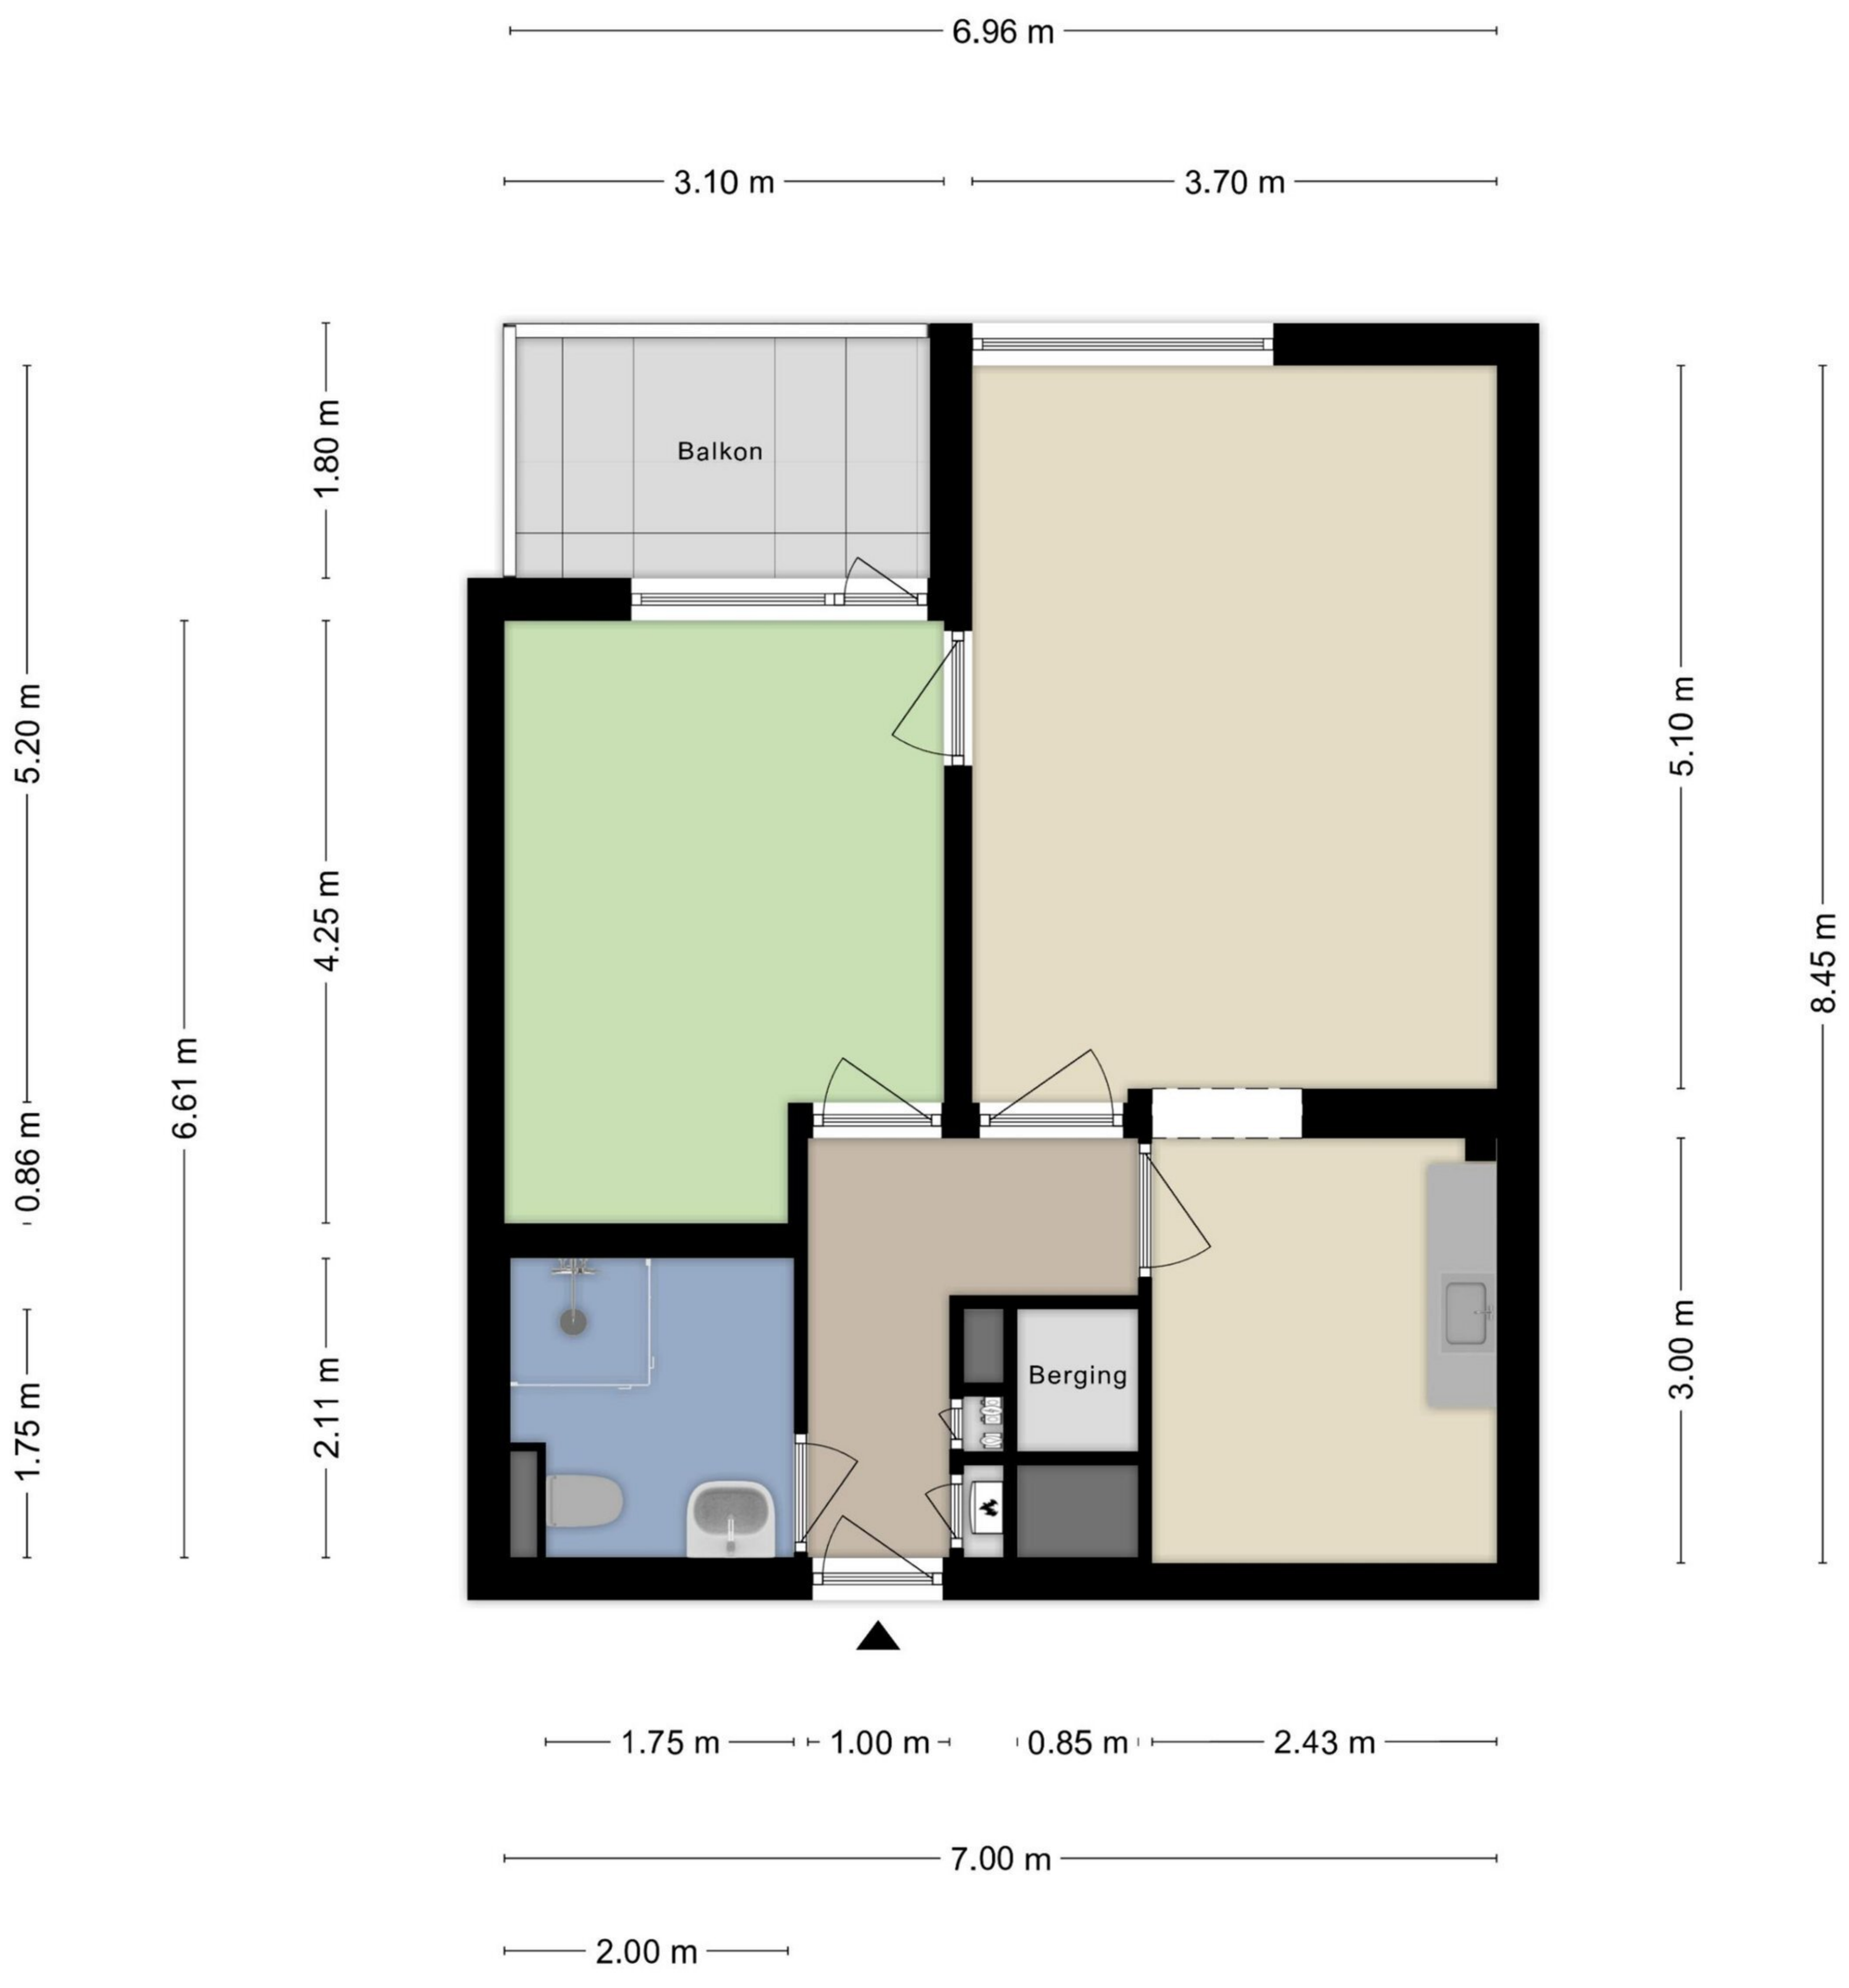 6.96 m
3.10 m
3.70 m
Balkon
1.80 m
5.20 m
5.10 m
4.25 m
8.45 m
6.61 m
0.86 m
3.00 m
Berging
2.11 m
1.75 m
1.75 m
1.00 m
0.85 m
2.43 m
7.00 m
2.00 m